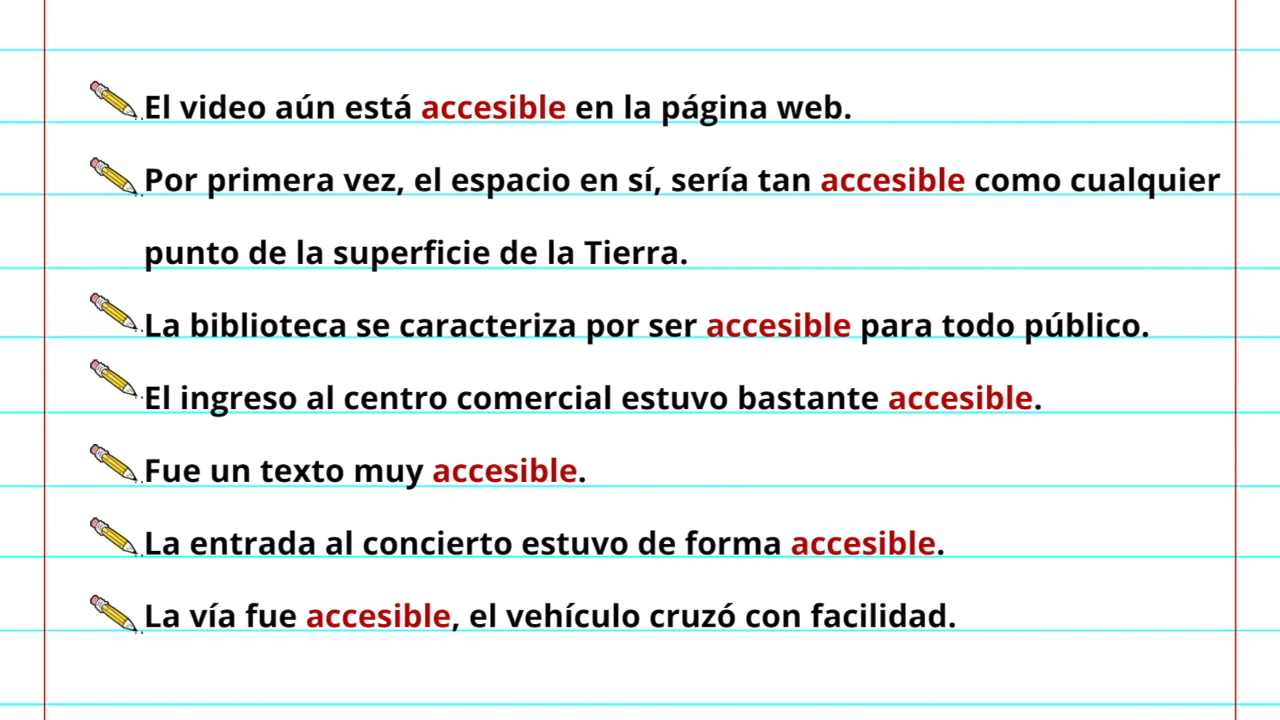 El video aún está accesible en la página web.
Por primera vez, el espacio en sí, sería tan accesible como cualquier
punto de la superficie de la Tierra.
La biblioteca se caracteriza por ser accesible para todo público.
El ingreso al centro comercial estuvo bastante accesible.
Fue un texto muy accesible.
La entrada al concierto estuvo de forma accesible.
La vía fue accesible, el vehículo cruzó con facilidad.